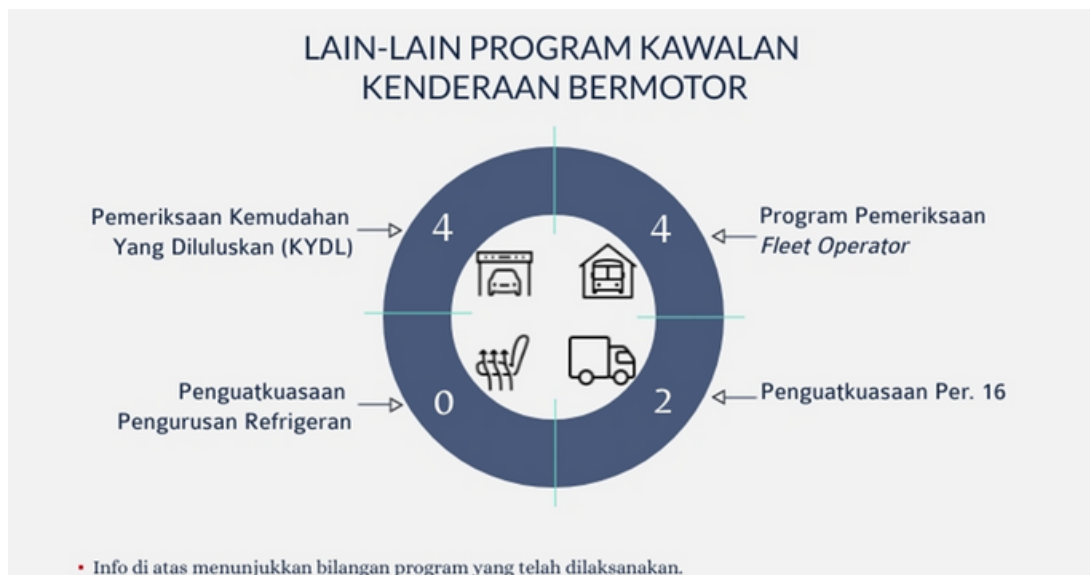 LAIN-LAIN PROGRAM KAWALAN
KENDERAAN BERMOTOR
Pemeriksaan Kemudahan
Yang Diluluskan (KYDL)
4
4
Program Pemeriksaan
Fleet Operator
Penguatkuasaan
Pengurusan Refrigeran
0
2
Penguatkuasaan Per. 16
• Info di atas menunjukkan bilangan program yang telah dilaksanakan.